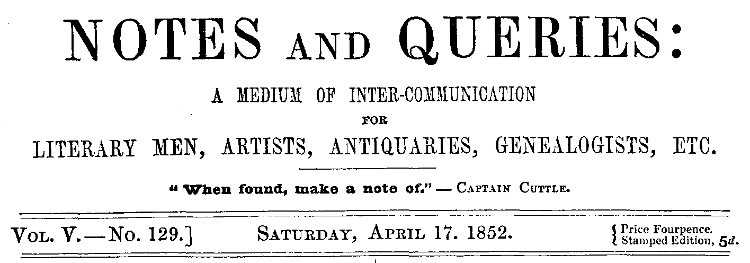 NOTES AND QUERIES:
A MEDIUM OF INTER-COMMUNICATION
FOR
LITERARY MEN, ARTISTS, ANTIQUARIES, GENEALOGISTS, ETC.
"When found, make a note of."—CAPTAIN CUTTLE.
VOL. V.—No. 129.] SATURDAY, APRIL 17. 1852. { Price Fourpence.
{ Stamped Edition, 5d.